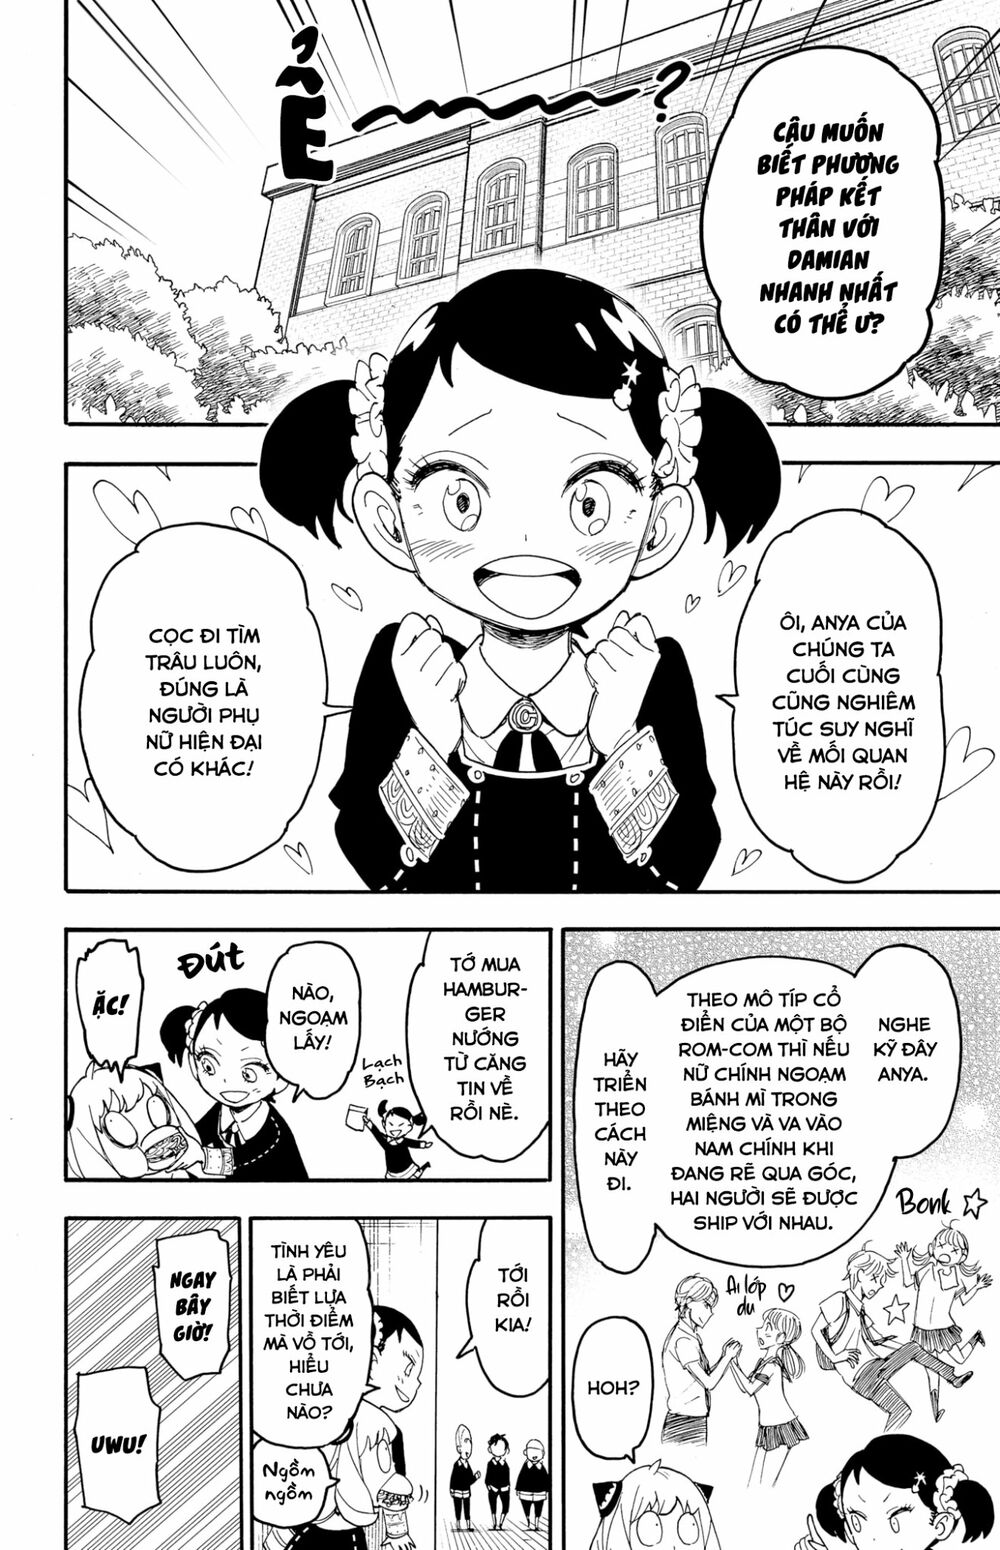 Ể~?
CẬU MUỐN
BIẾT PHƯƠNG
PHÁP KẾT
THÂN VỚI
DAMIAN
NHANH NHẤT
CÓ THỂ Ư?
ÔI, ANYA CỦA
CHÚNG TA
CUỐI CÙNG
CŨNG NGHIÊM
TÚC SUY NGHĨ
VỀ MỐI QUAN
HỆ NÀY RỒI!
CỌC ĐI TÌM
TRÂU LUÔN,
ĐÚNG LÀ
NGƯỜI PHỤ
NỮ HIỆN ĐẠI
CÓ KHÁC!
C
NGHE
KỸ ĐÂY
ANYA.
THEO MÔ TÍP CỔ
ĐIỂN CỦA MỘT BỘ
ROM-COM THÌ NẾU
NỮ CHÍNH NGOẠM
BÁNH MÌ TRONG
MIỆNG VÀ VA VÀO
NAM CHÍNH KHI
ĐANG RẼ QUA GÓC,
HAI NGƯỜI SẼ ĐƯỢC
SHIP VỚI NHAU.
HÃY
TRIỂN
THEO
CÁCH
NÀY
ĐI.
Bonk
Ai lớp
du
HOH?
TỚ MUA
HAMBUR-
GER
NƯỚNG
TỪ CĂNG
TIN VỀ
RỒI NÈ.
Lạch
Bạch
NÀO,
NGOẠM
LẤY!
Đút
ẶC!
TỚI
RỒI
KIA!
TÌNH YÊU
LÀ PHẢI
BIẾT LỰA
THỜI ĐIỂM
MÀ VỒ TỚI,
HIỂU
CHƯA
NÀO?
Ngồm
ngồm
NGAY
BÂY
GIỜ!
UWU!